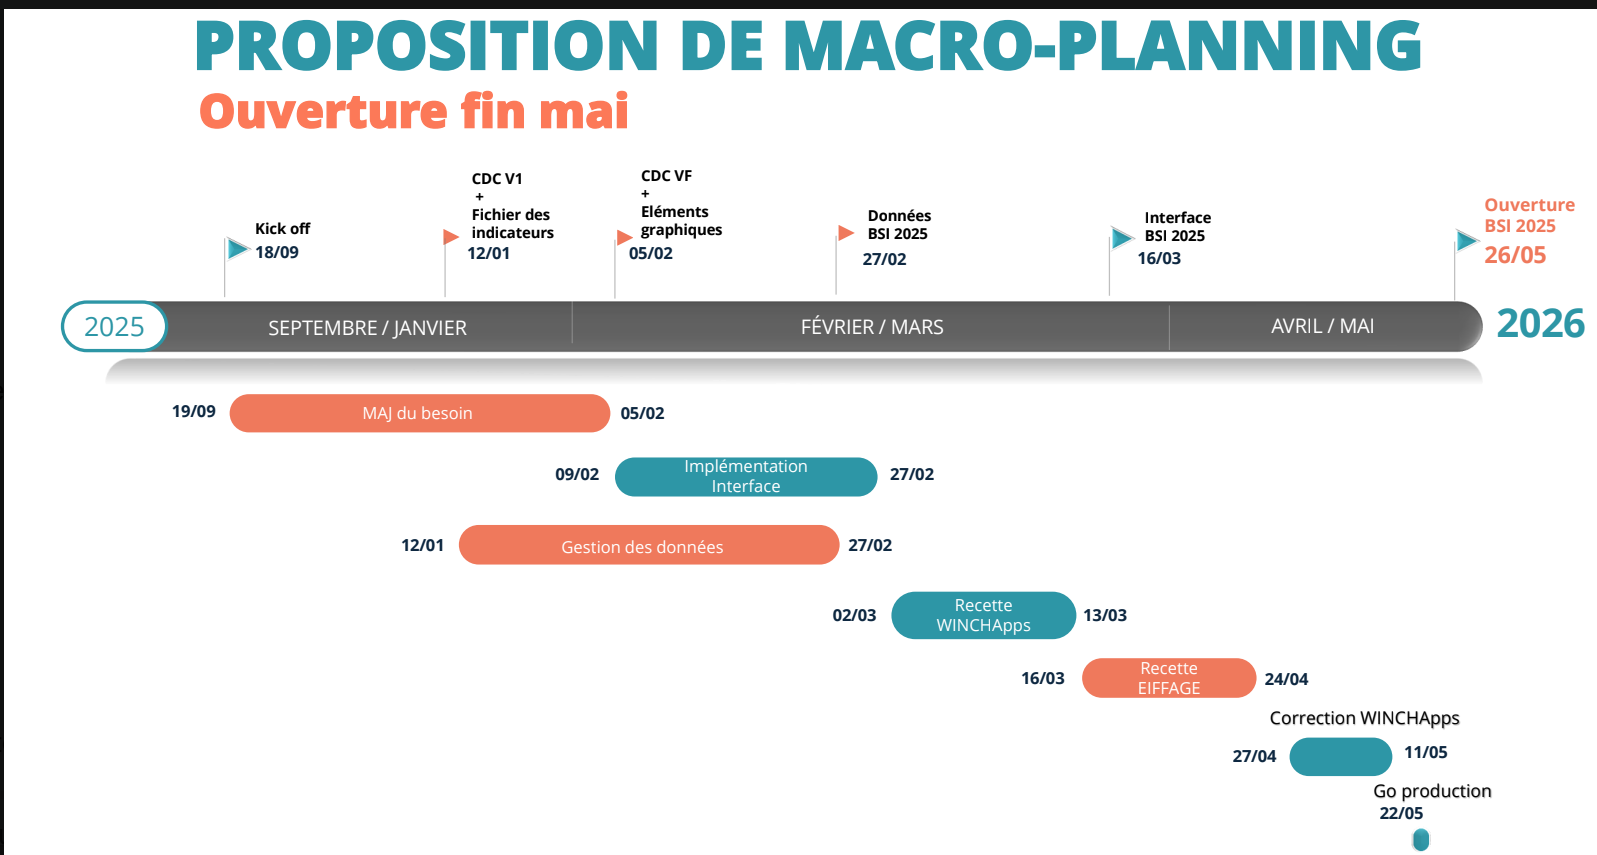 PROPOSITION DE MACRO-PLANNING
Ouverture fin mai
Kick off
18/09
CDC V1
+
Fichier des
indicateurs
12/01
CDC VF
+
Eléments
graphiques
05/02
Données
BSI 2025
27/02
Interface
BSI 2025
16/03
Ouverture
BSI 2025
26/05
2025
SEPTEMBRE / JANVIER
FÉVRIER / MARS
AVRIL / MAI
2026
19/09
MAJ du besoin
05/02
09/02
Implémentation
Interface
27/02
12/01
Gestion des données
27/02
02/03
Recette
WINCHApps
13/03
16/03
Recette
EIFFAGE
24/04
Correction WINCHApps
27/04
11/05
Go production
22/05